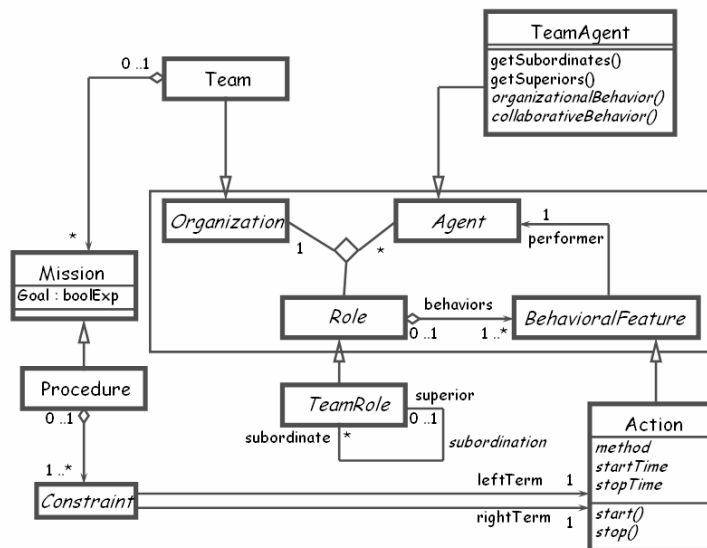 TeamAgent
getSubordinates()
getSuperiors()
organizationalBehavior()
collaborativeBehavior()
0 ..1
Team
Organization
Agent
1
*
1
performer
*
Mission
Goal : boolExp
Role
behaviors
0 ..1
1 ..*
BehavioralFeature
Procedure
0 ..1
TeamRole
superior
0 ..1
subordinate
*
subordination
Action
method
startTime
stopTime
start()
stop()
1 ..*
Constraint
leftTerm
1
rightTerm
1